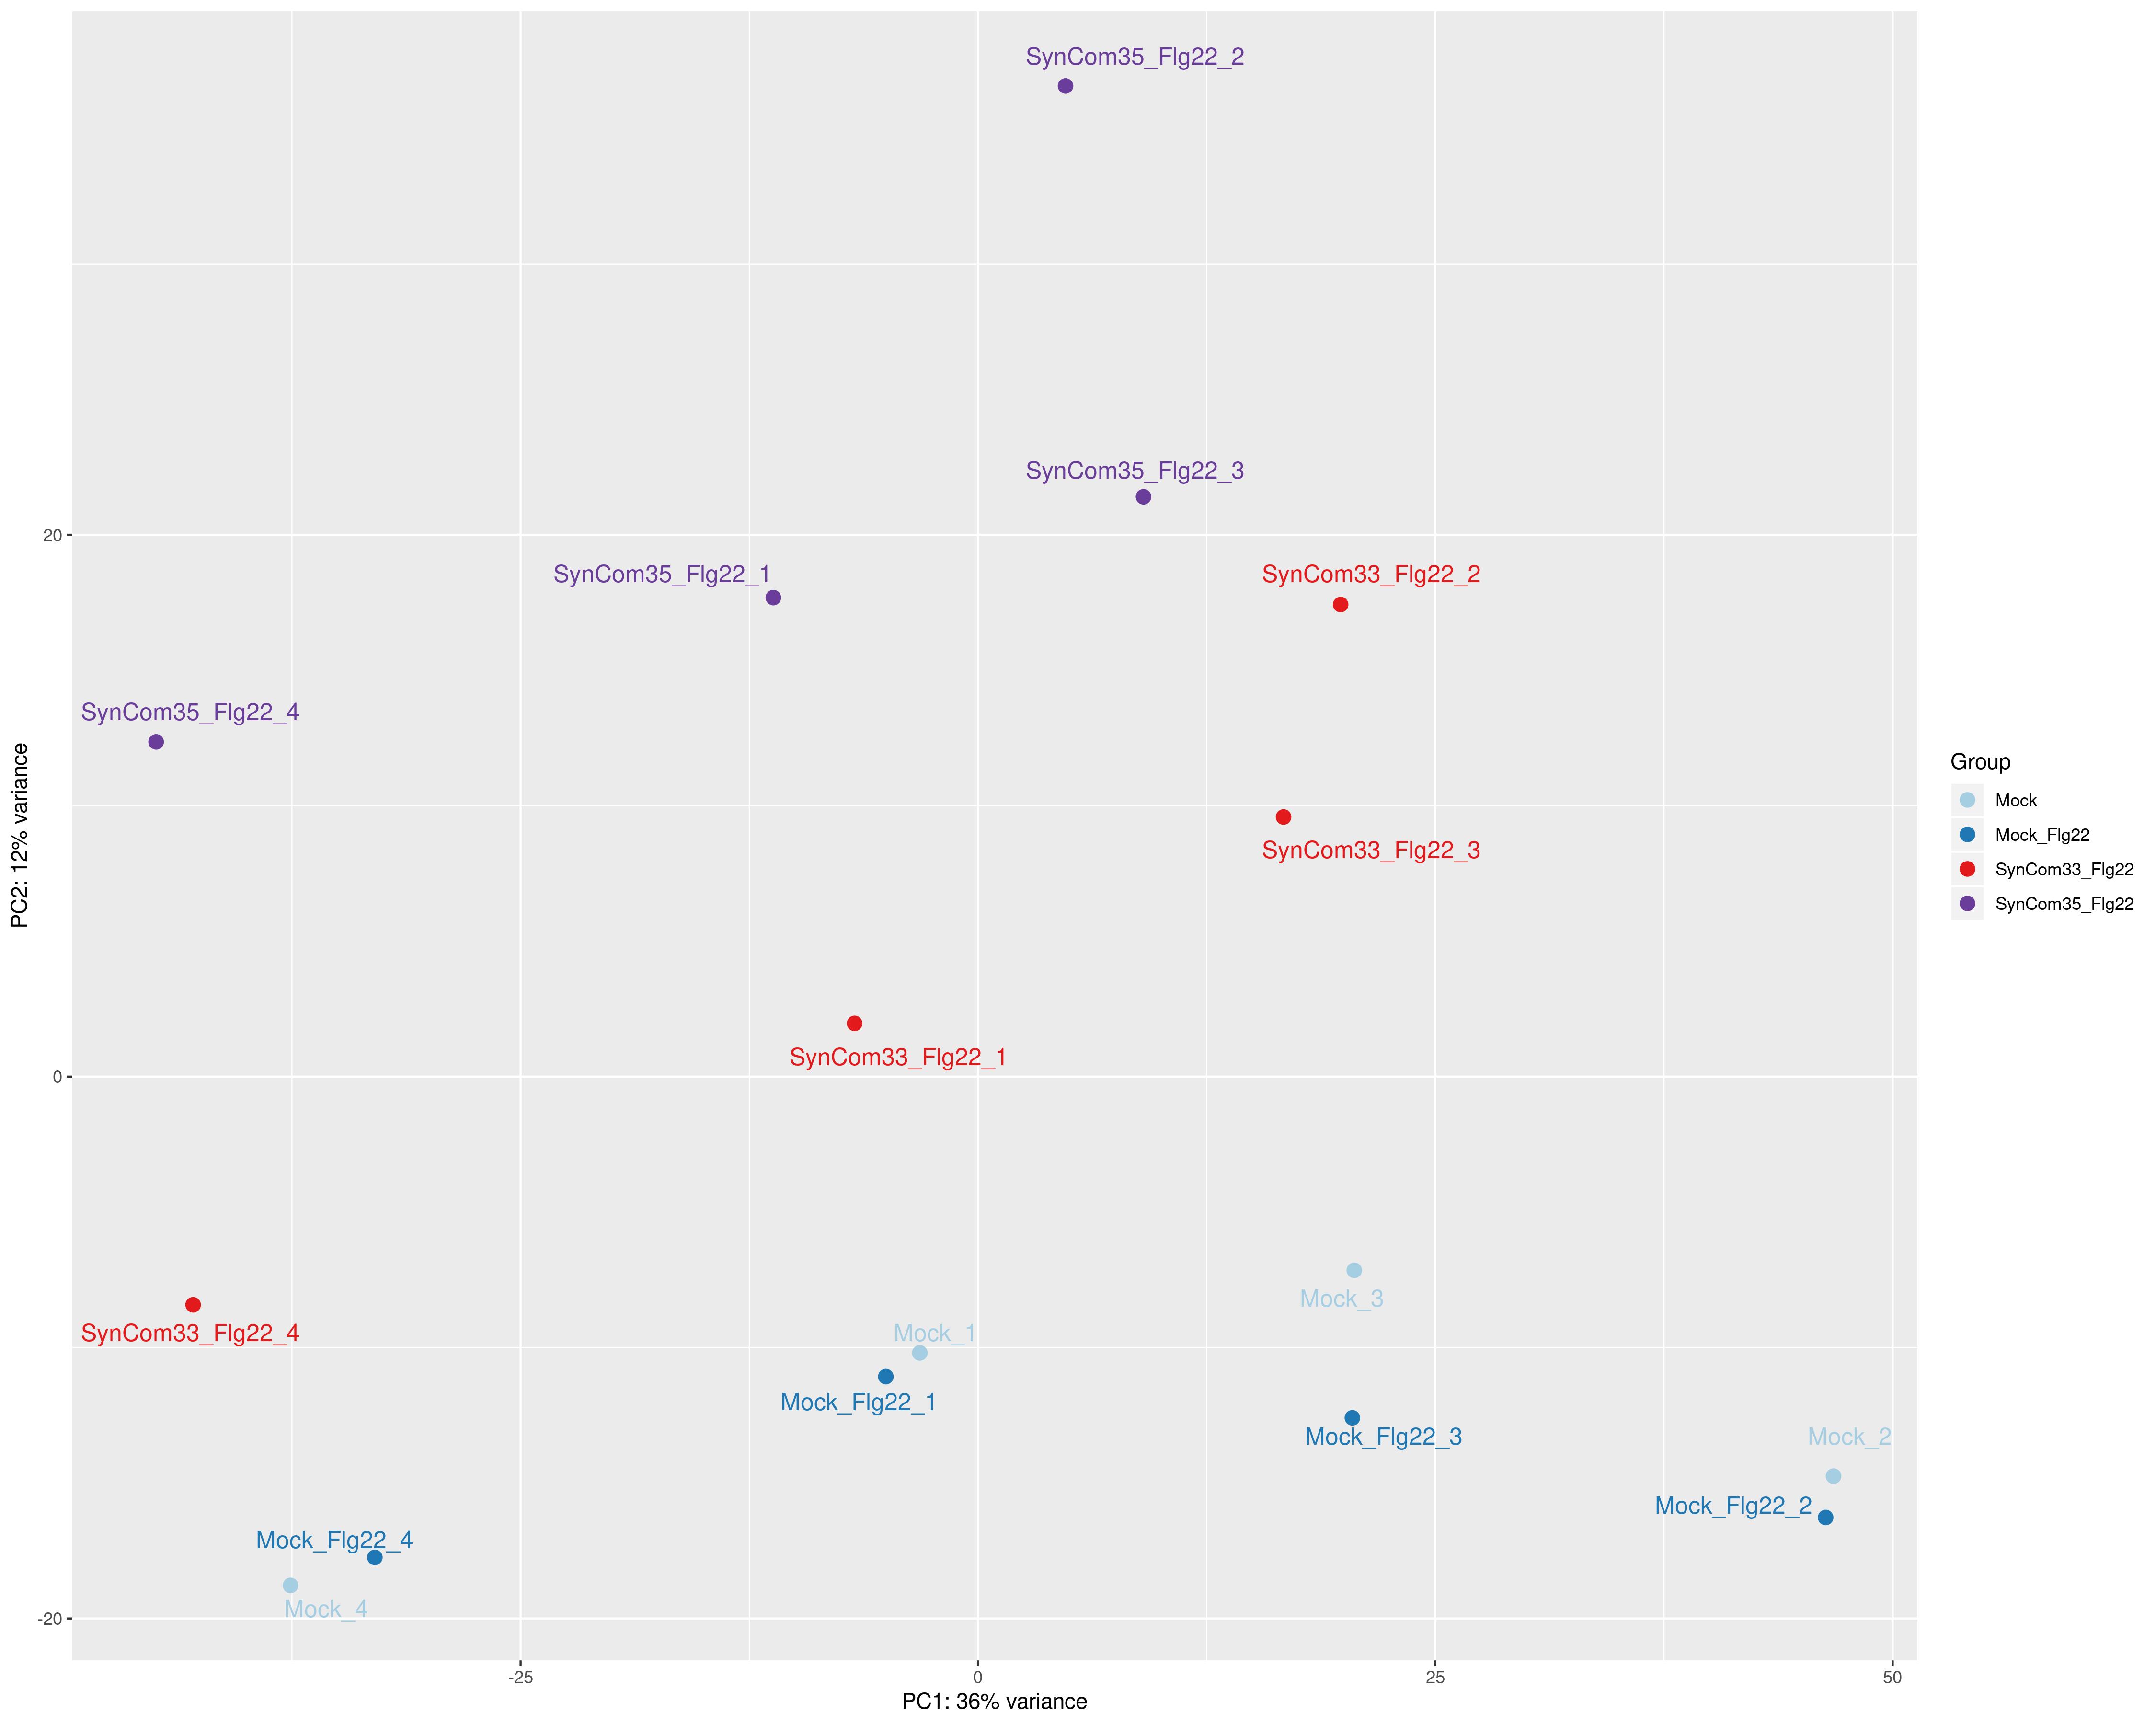 SynCom35_Flg22_2
SynCom35_Flg22_3
20
SynCom35_Flg22_1
SynCom33_Flg22_2
SynCom35_Flg22_4
SynCom33_Flg22_3
PC2: 12% variance
Group
Mock
Mock_Flg22
SynCom33_Flg22
SynCom35_Flg22
SynCom33_Flg22_1
0
Mock_3
SynCom33_Flg22_4
Mock_1
Mock_Flg22_1
Mock_Flg22_3
Mock_2
Mock_Flg22_2
Mock_Flg22_4
Mock_4
-20
-25
0
25
50
PC1: 36% variance